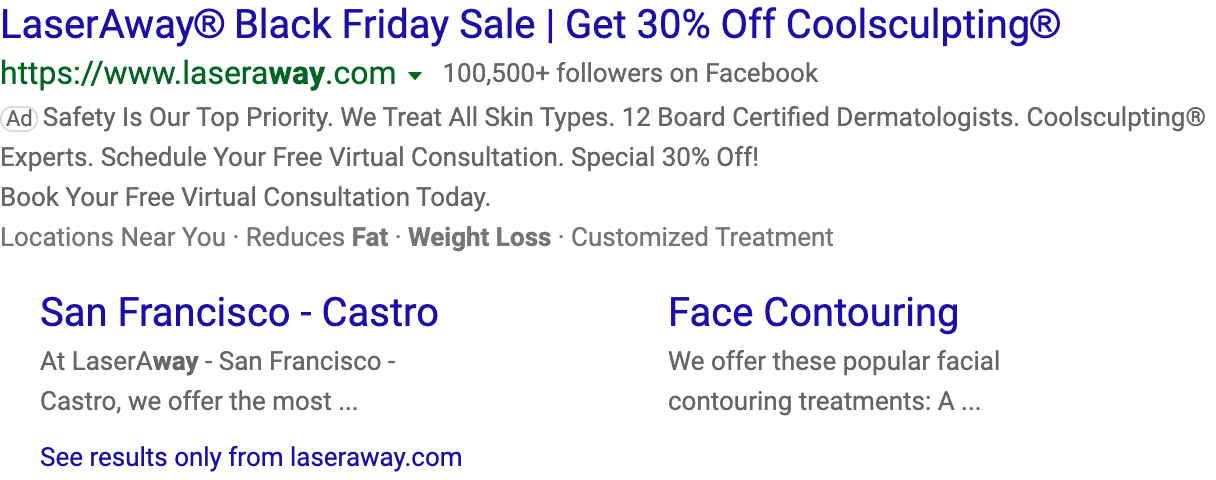 LaserAway® Black Friday Sale | Get 30% Off Coolsculpting®
https://www.laseraway.com 100,500+ followers on Facebook
Ad Safety Is Our Top Priority. We Treat All Skin Types. 12 Board Certified Dermatologists. Coolsculpting®
Experts. Schedule Your Free Virtual Consultation. Special 30% Off!
Book Your Free Virtual Consultation Today.
Locations Near You · Reduces Fat · Weight Loss · Customized Treatment
San Francisco - Castro
At LaserAway - San Francisco -
Castro, we offer the most ...
Face Contouring
We offer these popular facial
contouring treatments: A ...
See results only from laseraway.com